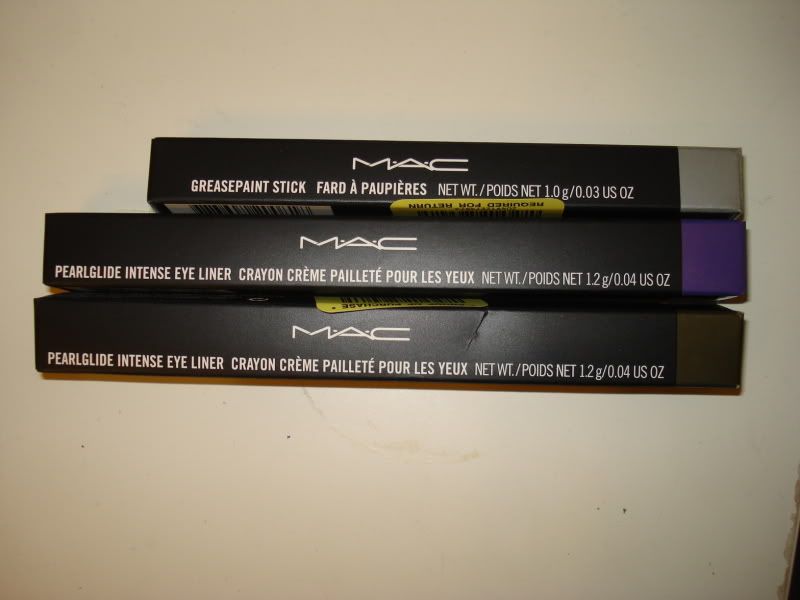 M·A·C
GREASEPAINT STICK FARD À PAUPIÈRES NET WT./POIDS NET 1.0 g/0.03 US OZ
REQUIRED FOR RETURN
M·A·C
PEARLGLIDE INTENSE EYE LINER CRAYON CRÈME PAILLETÉ POUR LES YEUX NET WT./POIDS NET 1.2 g/0.04 US OZ
PURCHASE
M·A·C
PEARLGLIDE INTENSE EYE LINER CRAYON CRÈME PAILLETÉ POUR LES YEUX NET WT./POIDS NET 1.2 g/0.04 US OZ